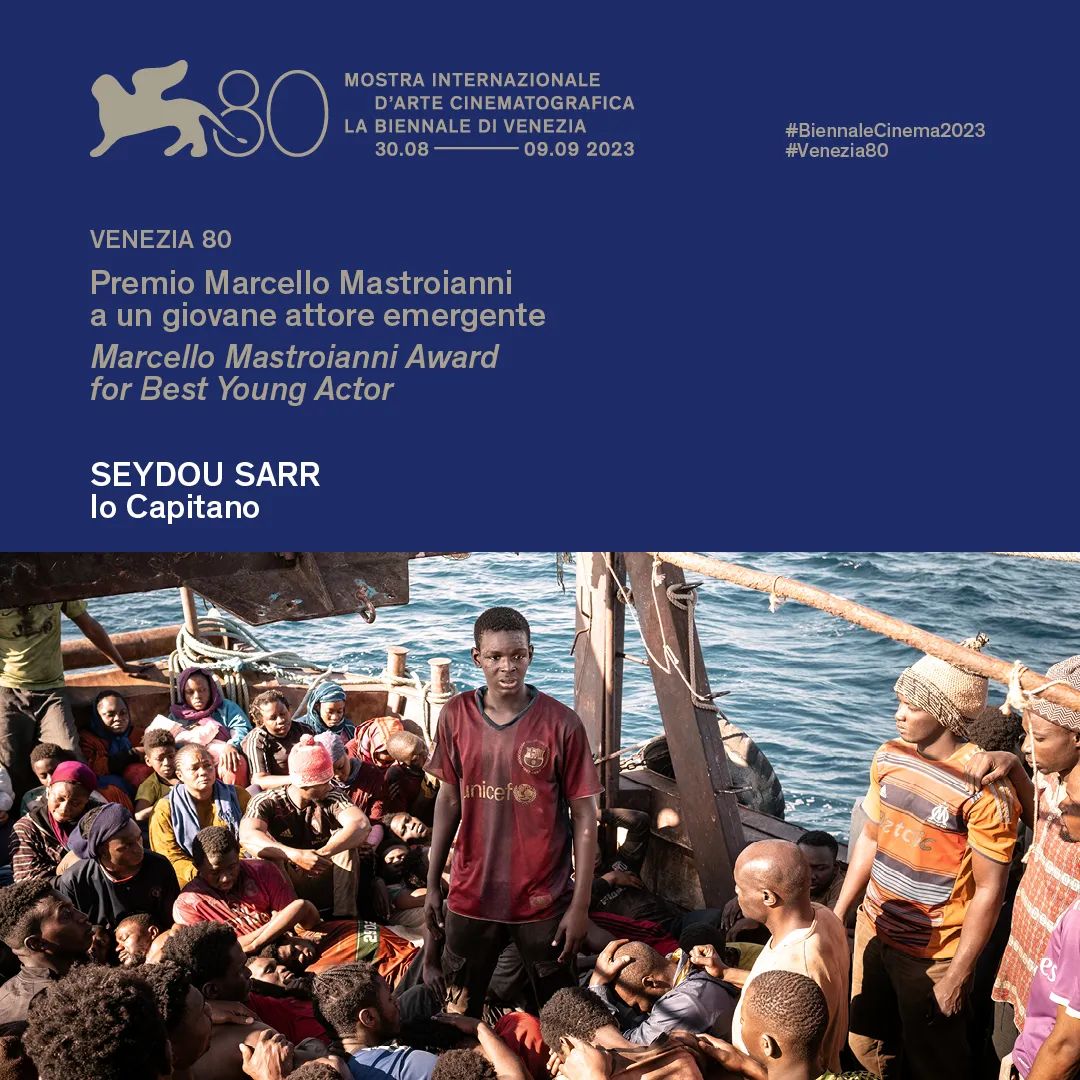 80
MOSTRA INTERNAZIONALE
D'ARTE CINEMATOGRAFICA
LA BIENNALE DI VENEZIA
30.08 09.09 2023
#BiennaleCinema2023
#Venezia80
VENEZIA 80
Premio Marcello Mastroianni
a un giovane attore emergente
Marcello Mastroianni Award
for Best Young Actor
SEYDOU SARR
Io Capitano
unicef